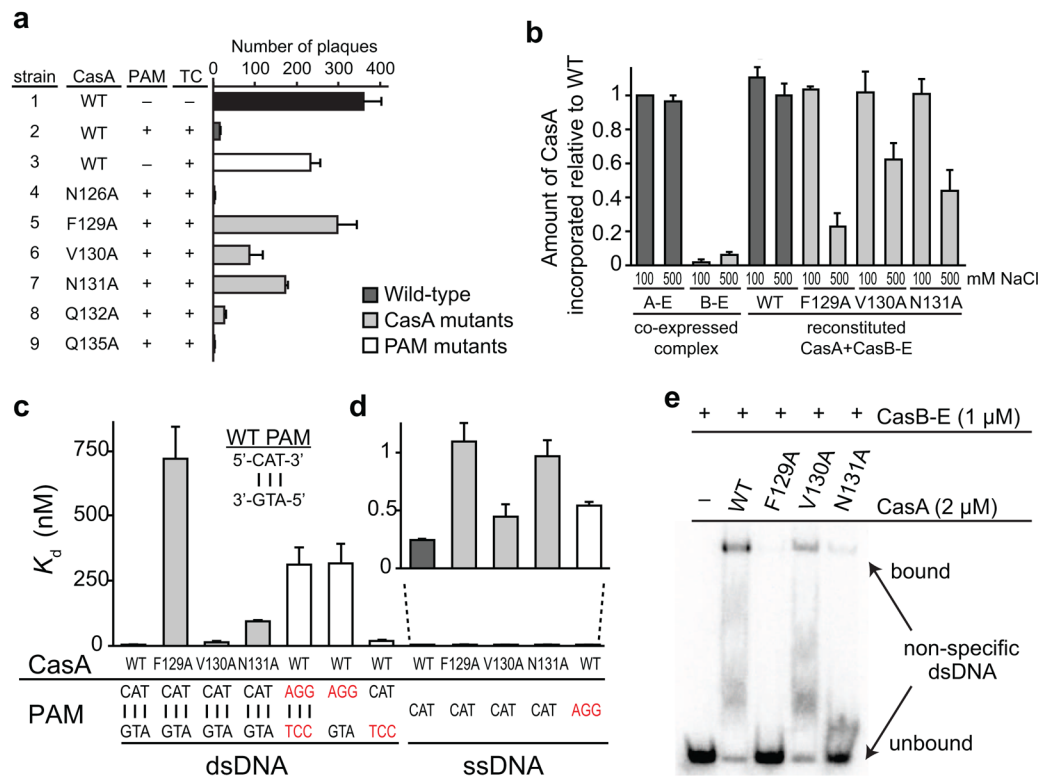 a
Number of plaques
strain CasA PAM TC 0 100 200 300 400
1 WT – –
2 WT + +
3 WT – +
4 N126A + +
5 F129A + +
6 V130A + +
7 N131A + +
8 Q132A + +
9 Q135A + +
Wild-type
CasA mutants
PAM mutants
b
Amount of CasA
incorporated relative to WT
1
0.8
0.6
0.4
0.2
0
100 500 100 500 100 500 100 500 100 500 100 500 mM NaCl
A-E B-E WT F129A V130A N131A
co-expressed
complex
reconstituted
CasA+CasB-E
c
Kd (nM)
750
500
250
0
WT PAM
5'-CAT-3'
3'-GTA-5'
CasA WT F129A V130A N131A WT WT WT
PAM
CAT CAT CAT CAT AGG AGG CAT
GTA GTA GTA GTA TCC GTA TCC
dsDNA
d
1
0.5
0
WT F129A V130A N131A WT
CAT CAT CAT CAT AGG
ssDNA
e
+ + + + + CasB-E (1 μM)
– WT F129A V130A N131A CasA (2 μM)
bound
non-specific
dsDNA
unbound